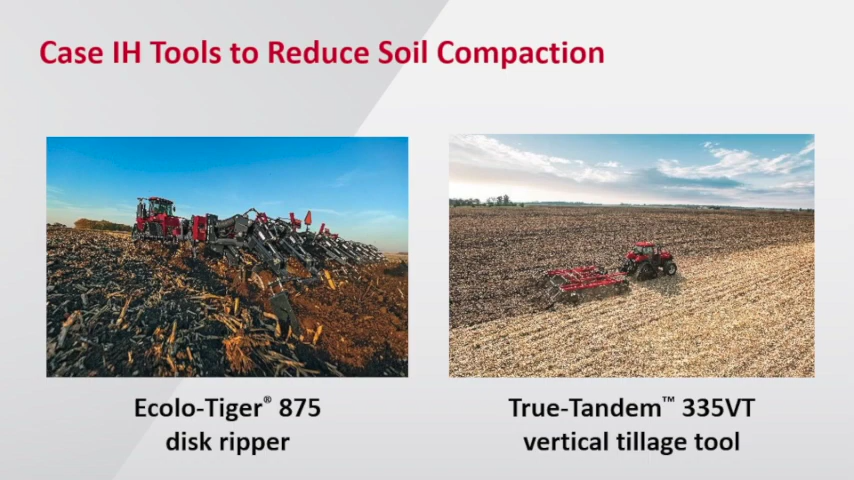 Case IH Tools to Reduce Soil Compaction
Ecolo-Tiger® 875
disk ripper
True-Tandem™ 335VT
vertical tillage tool